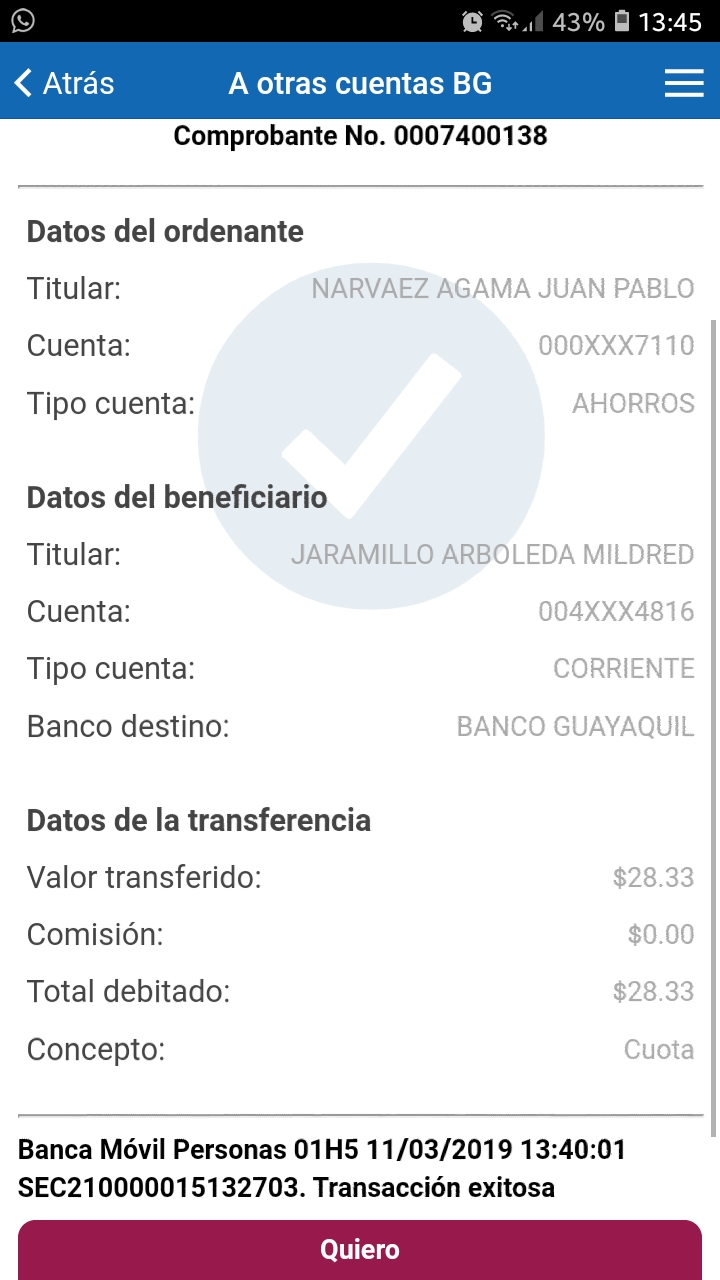 43% 13:45
Atrás A otras cuentas BG
Comprobante No. 0007400138
Datos del ordenante
Titular: NARVAEZ AGAMA JUAN PABLO
Cuenta: 000XXX7110
Tipo cuenta: AHORROS
Datos del beneficiario
Titular: JARAMILLO ARBOLEDA MILDRED
Cuenta: 004XXX4816
Tipo cuenta: CORRIENTE
Banco destino: BANCO GUAYAQUIL
Datos de la transferencia
Valor transferido: $28.33
Comisión: $0.00
Total debitado: $28.33
Concepto: Cuota
Banca Móvil Personas 01H5 11/03/2019 13:40:01
SEC210000015132703. Transacción exitosa
Quiero